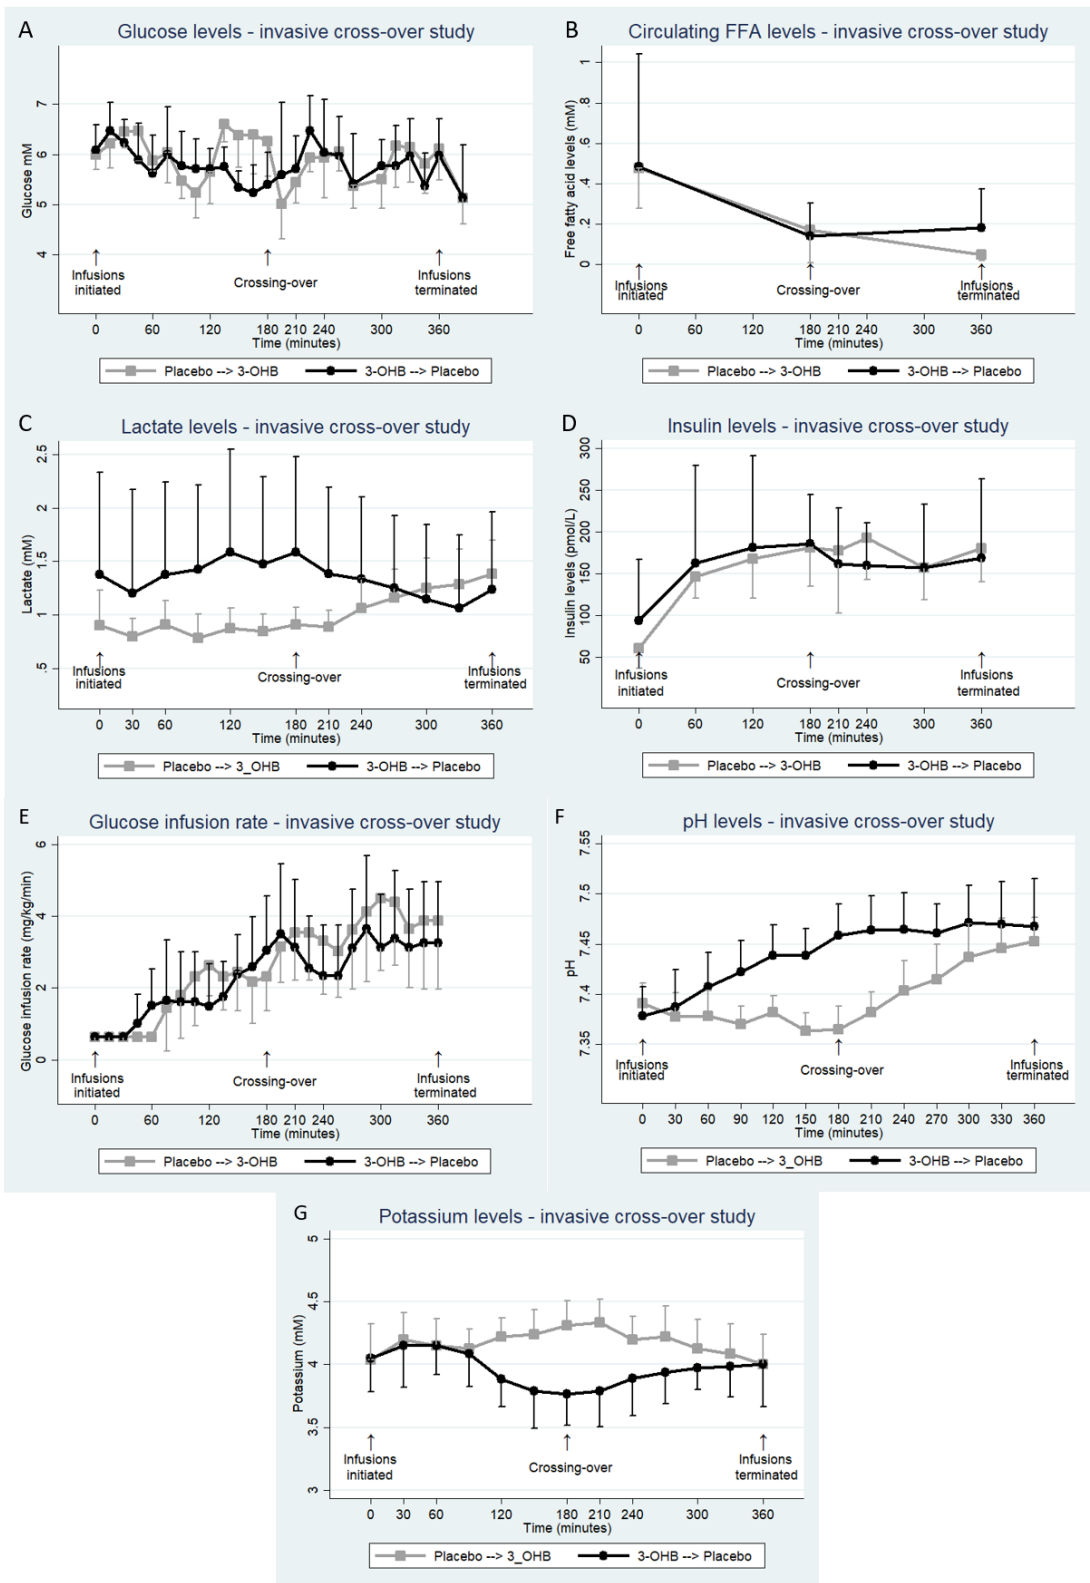 A
Glucose levels - invasive cross-over study
Glucose mM
7
6
5
4
Infusions
initiated
Crossing-over
Infusions
terminated
0 60 120 180 210 240 300 360
Time (minutes)
Placebo --> 3-OHB 3-OHB --> Placebo
B
Circulating FFA levels - invasive cross-over study
Free fatty acid levels (mM)
1
.8
.6
.4
.2
0
Infusions
initiated
Crossing-over
Infusions
terminated
0 180 210 240 360
Time (minutes)
Placebo --> 3-OHB 3-OHB --> Placebo
C
Lactate levels - invasive cross-over study
Lactate (mM)
2.5
2
1.5
1
.5
Infusions
initiated
Crossing-over
Infusions
terminated
0 30 60 120 180 210 240 300 360
Time (minutes)
Placebo --> 3_OHB 3-OHB --> Placebo
D
Insulin levels - invasive cross-over study
Insulin levels (pmol/L)
300
250
200
150
100
50
Infusions
initiated
Crossing-over
Infusions
terminated
0 60 120 180 210 240 300 360
Time (minutes)
Placebo --> 3-OHB 3-OHB --> Placebo
E
Glucose infusion rate - invasive cross-over study
Glucose infusion rate (mg/kg/min)
6
4
2
0
Infusions
initiated
Crossing-over
Infusions
terminated
0 60 120 180 210 240 300 360
Time (minutes)
Placebo --> 3-OHB 3-OHB --> Placebo
F
pH levels - invasive cross-over study
pH
7.55
7.5
7.45
7.4
7.35
Infusions
initiated
Crossing-over
Infusions
terminated
0 30 60 90 120 150 180 210 240 270 300 330 360
Time (minutes)
Placebo --> 3_OHB 3-OHB --> Placebo
G
Potassium levels - invasive cross-over study
Potassium (mM)
5
4.5
4
3.5
3
Infusions
initiated
Crossing-over
Infusions
terminated
0 30 60 120 180 210 240 300 360
Time (minutes)
Placebo --> 3_OHB 3-OHB --> Placebo